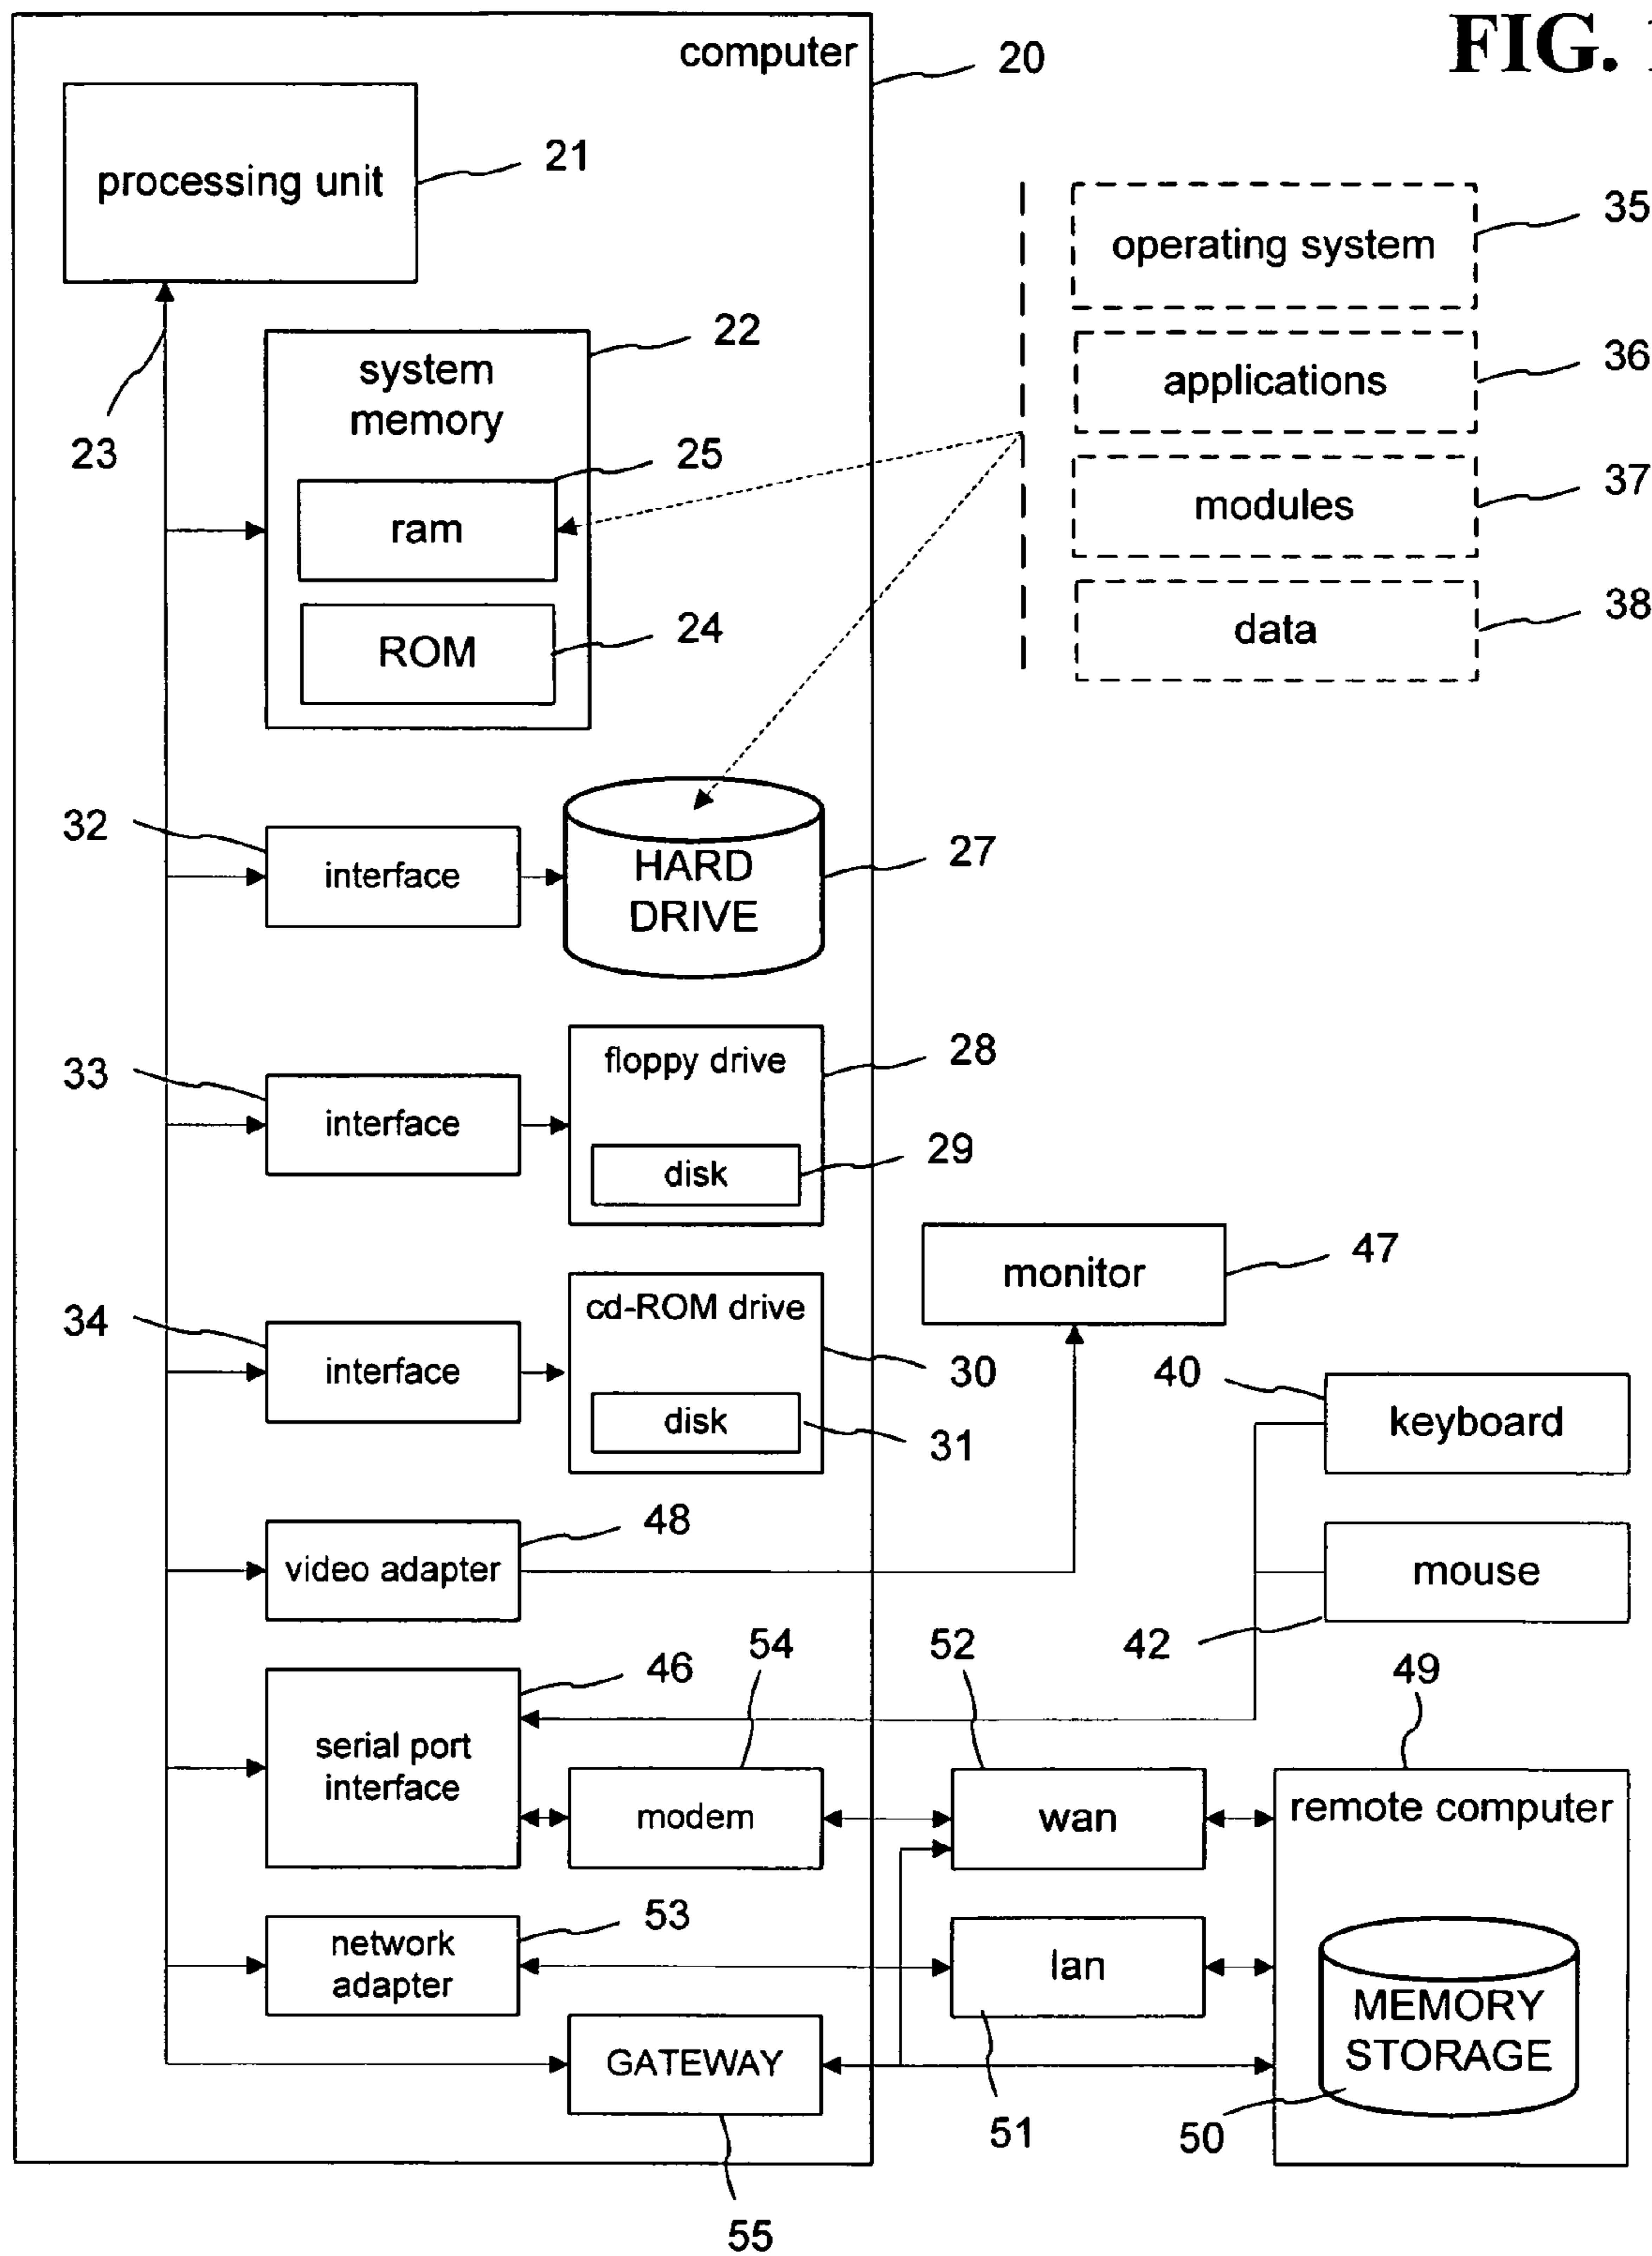 FIG.
computer
20
processing unit
21
operating system
35
system
memory
22
applications
36
23
25
modules
37
ram
ROM
24
data
38
32
interface
HARD
DRIVE
27
33
interface
floppy drive
28
disk
29
monitor
47
34
interface
cd-ROM drive
30
disk
31
40
keyboard
48
video adapter
mouse
42
46
54
52
49
serial port
interface
modem
wan
remote computer
53
network
adapter
lan
MEMORY
STORAGE
GATEWAY
51
50
55